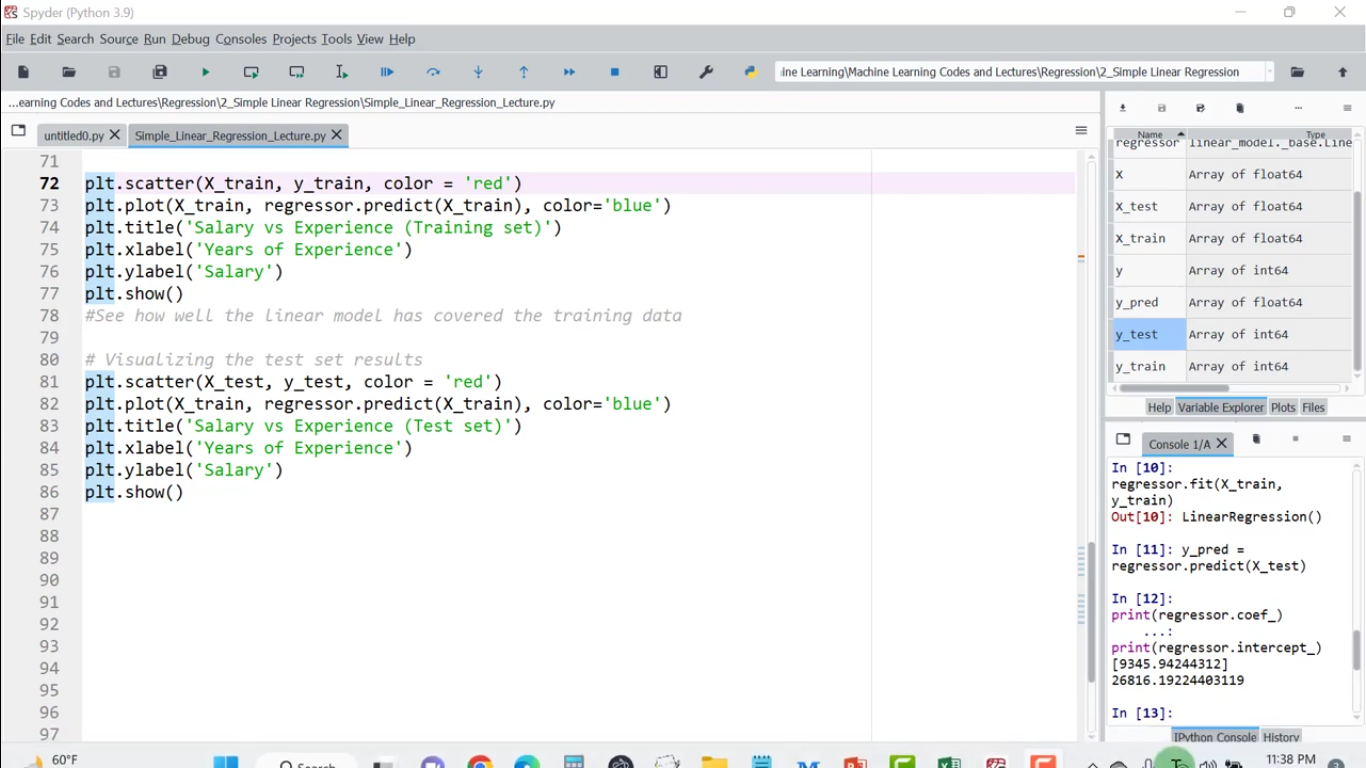 Spyder (Python 3.9)
File Edit Search Source Run Debug Consoles Projects Tools View Help
ine Learning\Machine Learning Codes and Lectures\Regression\2_Simple Linear Regression
...earning Codes and Lectures\Regression\2_Simple Linear Regression\Simple_Linear_Regression_Lecture.py
untitled0.py Simple_Linear_Regression_Lecture.py
71
72 plt.scatter(X_train, y_train, color = 'red')
73 plt.plot(X_train, regressor.predict(X_train), color='blue')
74 plt.title('Salary vs Experience (Training set)')
75 plt.xlabel('Years of Experience')
76 plt.ylabel('Salary')
77 plt.show()
78 #See how well the linear model has covered the training data
79
80 # Visualizing the test set results
81 plt.scatter(X_test, y_test, color = 'red')
82 plt.plot(X_train, regressor.predict(X_train), color='blue')
83 plt.title('Salary vs Experience (Test set)')
84 plt.xlabel('Years of Experience')
85 plt.ylabel('Salary')
86 plt.show()
87
88
89
90
91
92
93
94
95
96
97
Name Type
regressor linear_model._base.Line
X Array of float64
X_test Array of float64
X_train Array of float64
y Array of int64
y_pred Array of float64
y_test Array of int64
y_train Array of int64
Help Variable Explorer Plots Files
Console 1/A
In [10]:
regressor.fit(X_train,
y_train)
Out[10]: LinearRegression()
In [11]: y_pred =
regressor.predict(X_test)
In [12]:
print(regressor.coef_)
...:
print(regressor.intercept_)
[9345.94244312]
26816.19224403119
In [13]:
IPython Console History
60°F
Search
11:38 PM
3